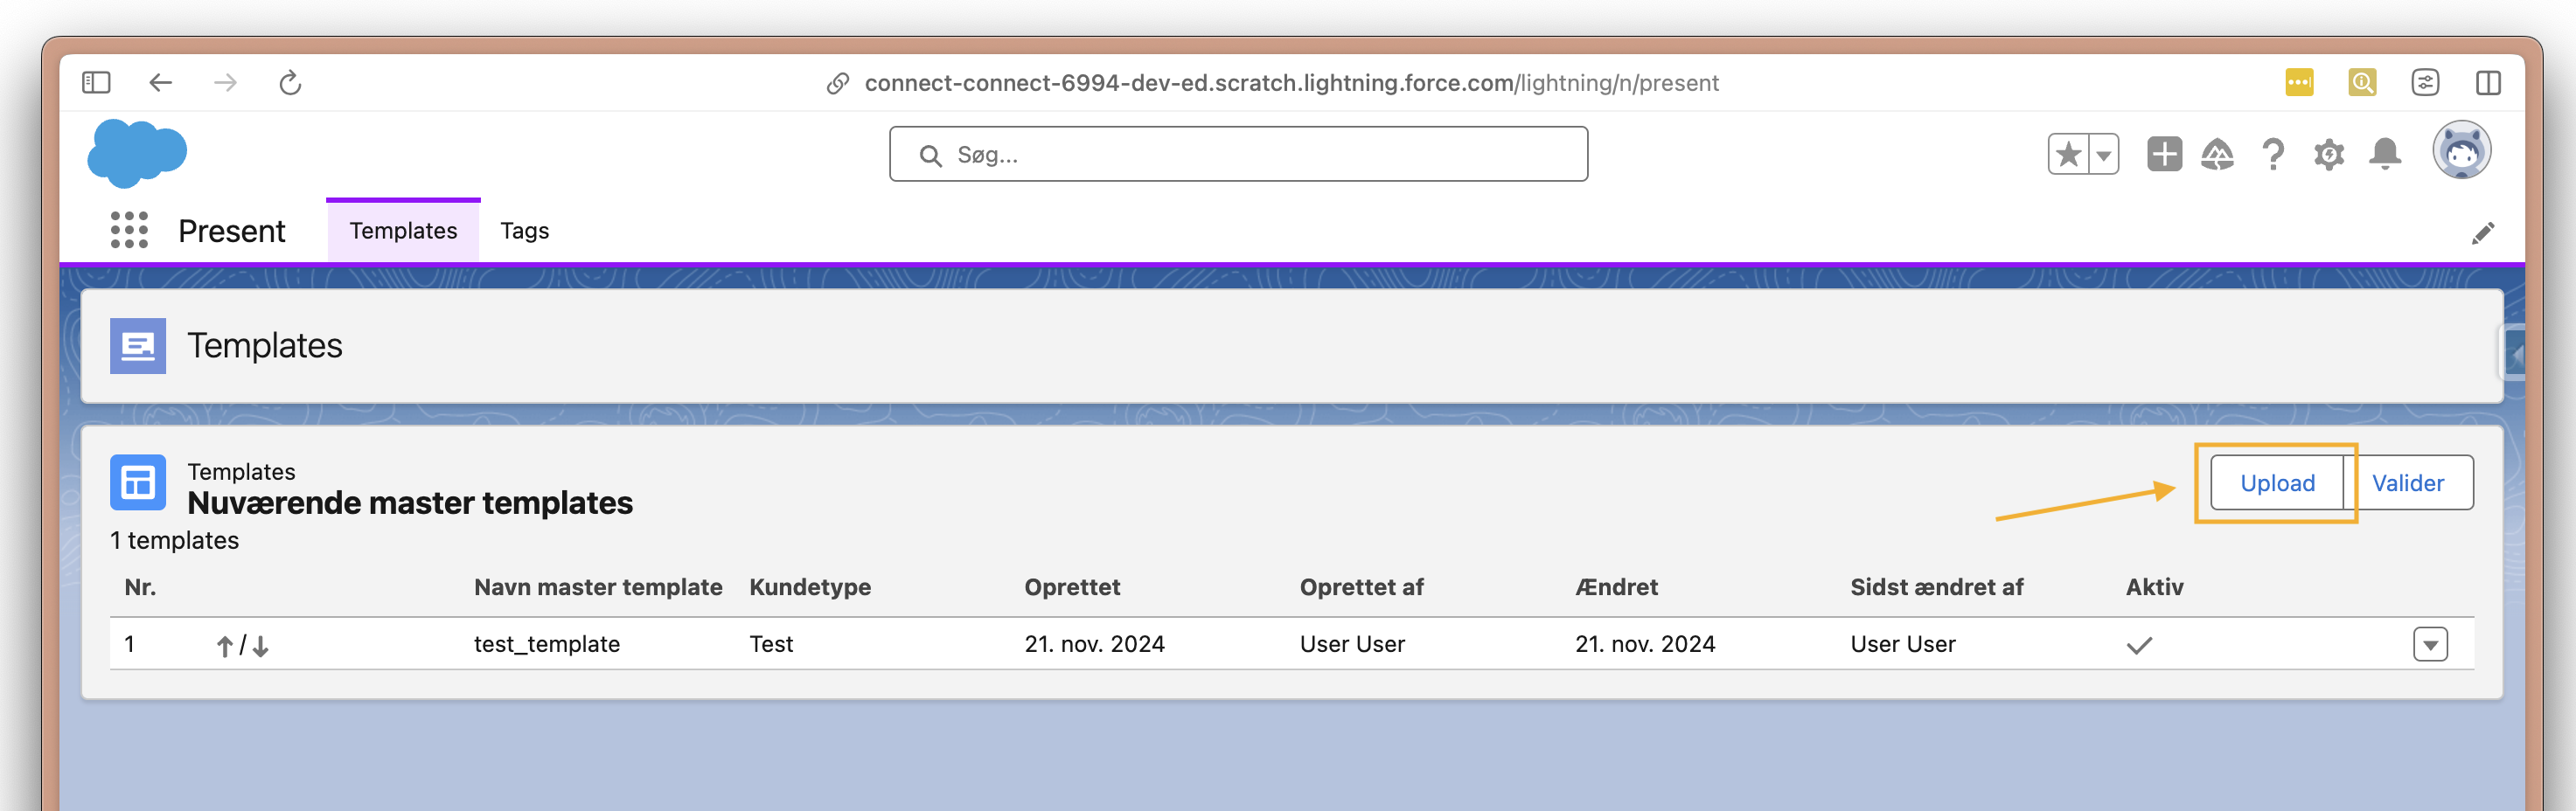 connect-connect-6994-dev-ed.scratch.lightning.force.com/lightning/n/present
Søg...
Present
Templates
Tags
Templates
Templates
Nuværende master templates
Upload
Valider
1 templates
Nr. Navn master template Kundetype Oprettet Oprettet af Ændret Sidst ændret af Aktiv
1 / test_template Test 21. nov. 2024 User User 21. nov. 2024 User User